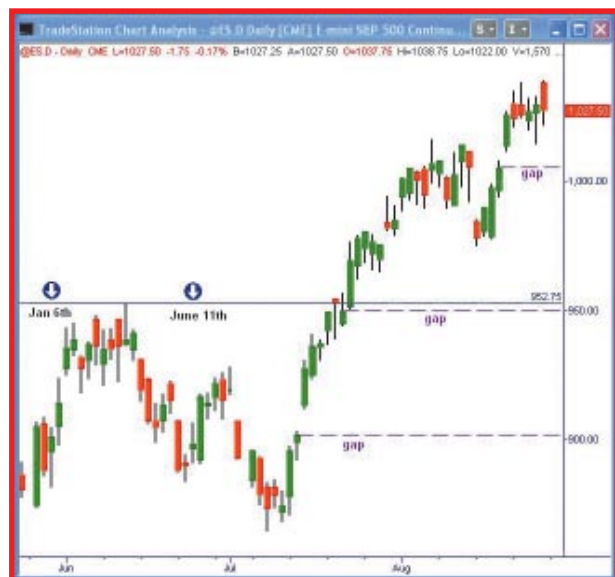 TradeStation Chart Analysis - @ES.D Daily [CME] E-mini S&P 500 Continu...
@ES.D - Daily CME L=1027.50 -1.75 -0.17% B=1027.25 A=1027.50 O=1037.75 Hi=1038.75 Lo=1022.00 V=1,570 ...
1,027.50
gap
1,000.00
952.75
Jan 6th
June 11th
950.00
gap
900.00
gap
Jun
Jul
Aug